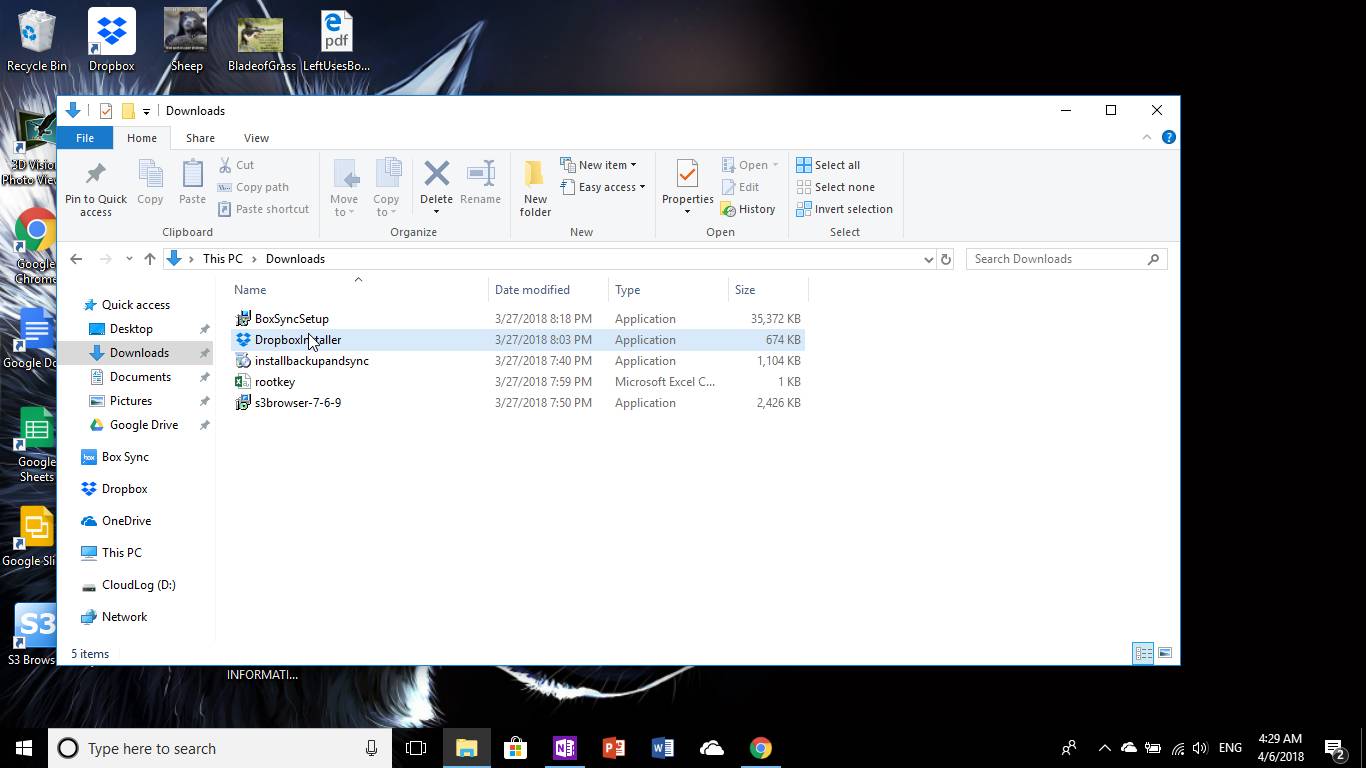 Recycle Bin
Dropbox
Sheep
BladeofGrass
pdf
LeftUsesBo...
3D Visio
Photo View
Google
Chrome
Google Do
Google
Sheets
Google Sli
S3
S3 Brows
INFORMATI...
Downloads
File Home Share View
Pin to Quick
access
Copy
Paste
Cut
Copy path
Paste shortcut
Clipboard
Move
to
Copy
to
Delete
Rename
Organize
New
folder
New item
Easy access
New
Properties
Open
Edit
History
Open
Select all
Select none
Invert selection
Select
This PC > Downloads
Search Downloads
Quick access
Desktop
Downloads
Documents
Pictures
Google Drive
box
Box Sync
Dropbox
OneDrive
This PC
CloudLog (D:)
Network
Name Date modified Type Size
BoxSyncSetup 3/27/2018 8:18 PM Application 35,372 KB
DropboxInstaller 3/27/2018 8:03 PM Application 674 KB
installbackupandsync 3/27/2018 7:40 PM Application 1,104 KB
rootkey 3/27/2018 7:59 PM Microsoft Excel C... 1 KB
s3browser-7-6-9 3/27/2018 7:50 PM Application 2,426 KB
5 items
Type here to search
ENG
4:29 AM
4/6/2018
2